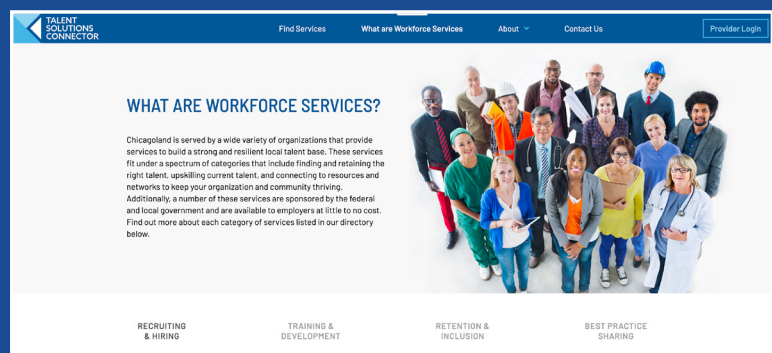 TALENT
SOLUTIONS
CONNECTOR
Find Services
What are Workforce Services
About
Contact Us
Provider Login
WHAT ARE WORKFORCE SERVICES?
Chicagoland is served by a wide variety of organizations that provide
services to build a strong and resilient local talent base. These services
fit under a spectrum of categories that include finding and retaining the
right talent, upskilling current talent, and connecting to resources and
networks to keep your organization and community thriving.
Additionally, a number of these services are sponsored by the federal
and local government and are available to employers at little to no cost.
Find out more about each category of services listed in our directory
below.
RECRUITING
& HIRING
TRAINING &
DEVELOPMENT
RETENTION &
INCLUSION
BEST PRACTICE
SHARING